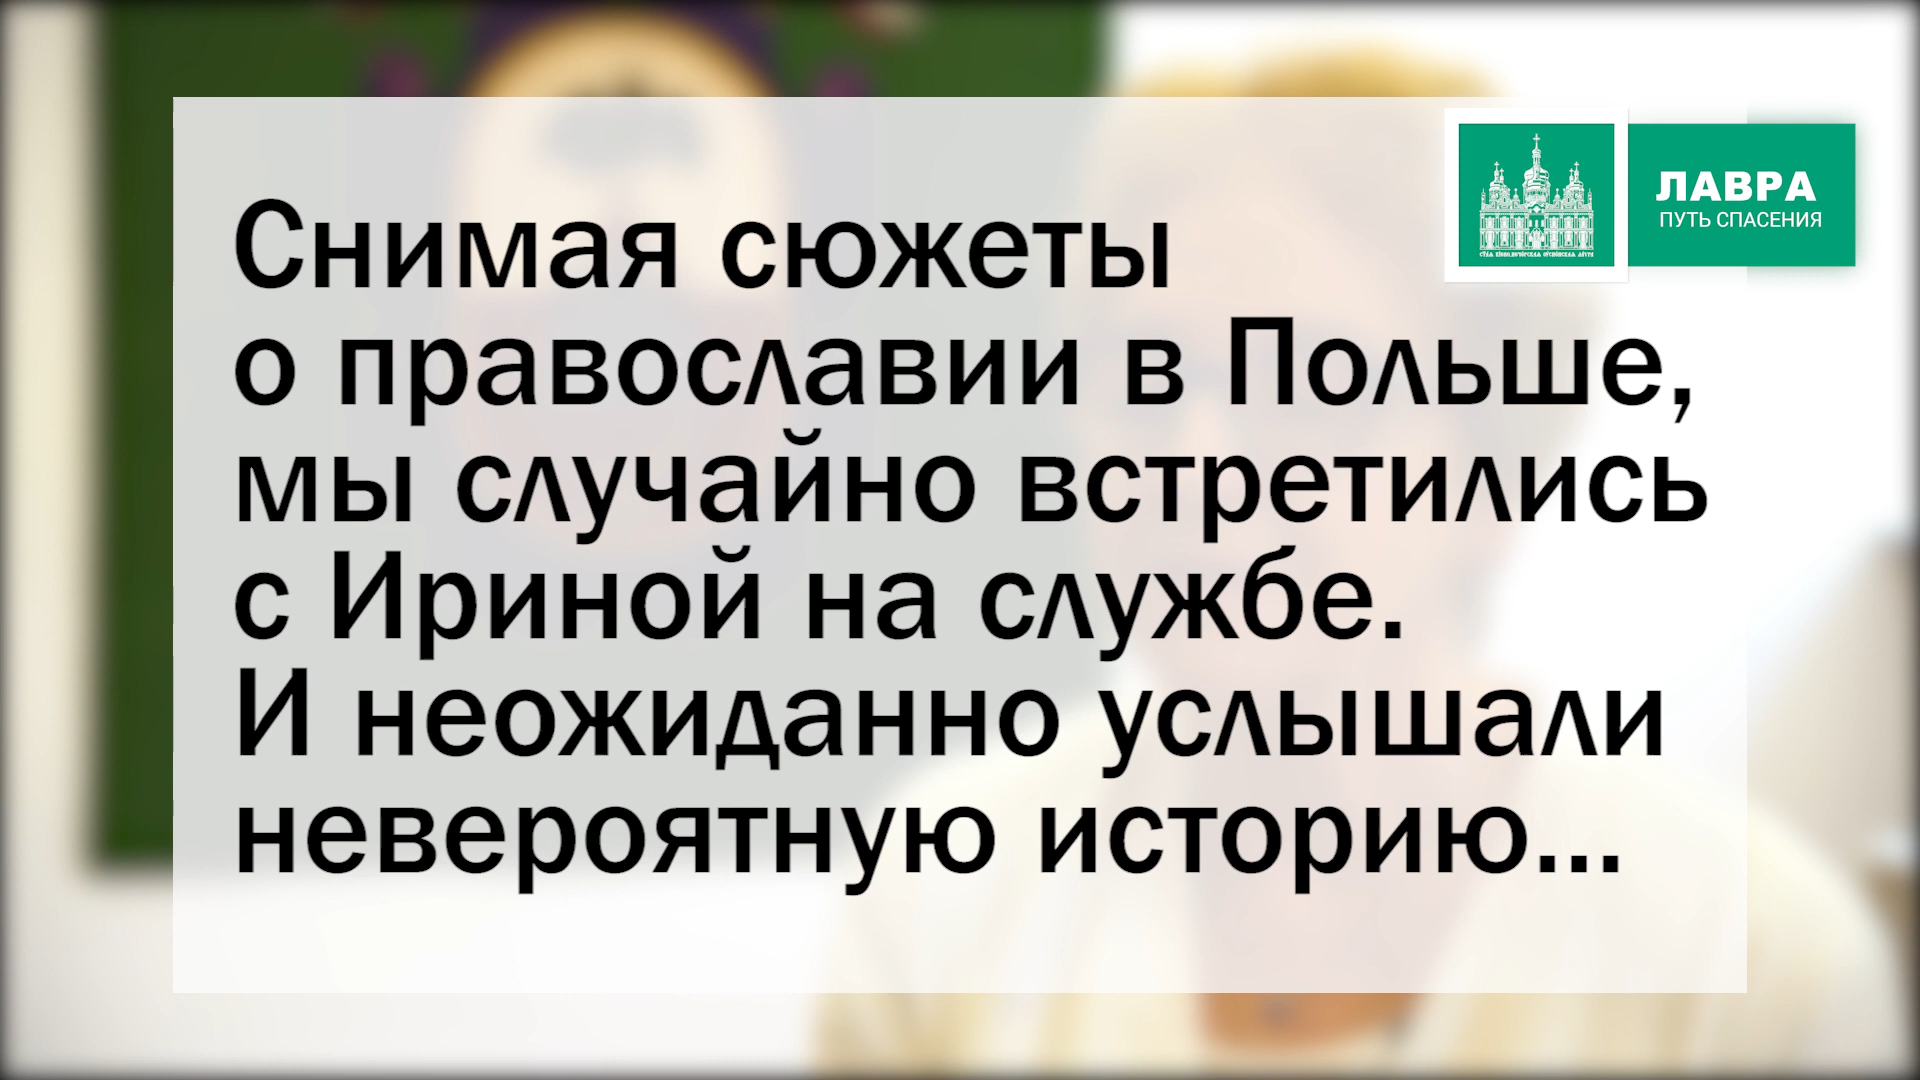 Снимая сюжеты
о православии в Польше,
мы случайно встретились
с Ириной на службе.
И неожиданно услышали
невероятную историю...
ЛАВРА
ПУТЬ СПАСЕНИЯ